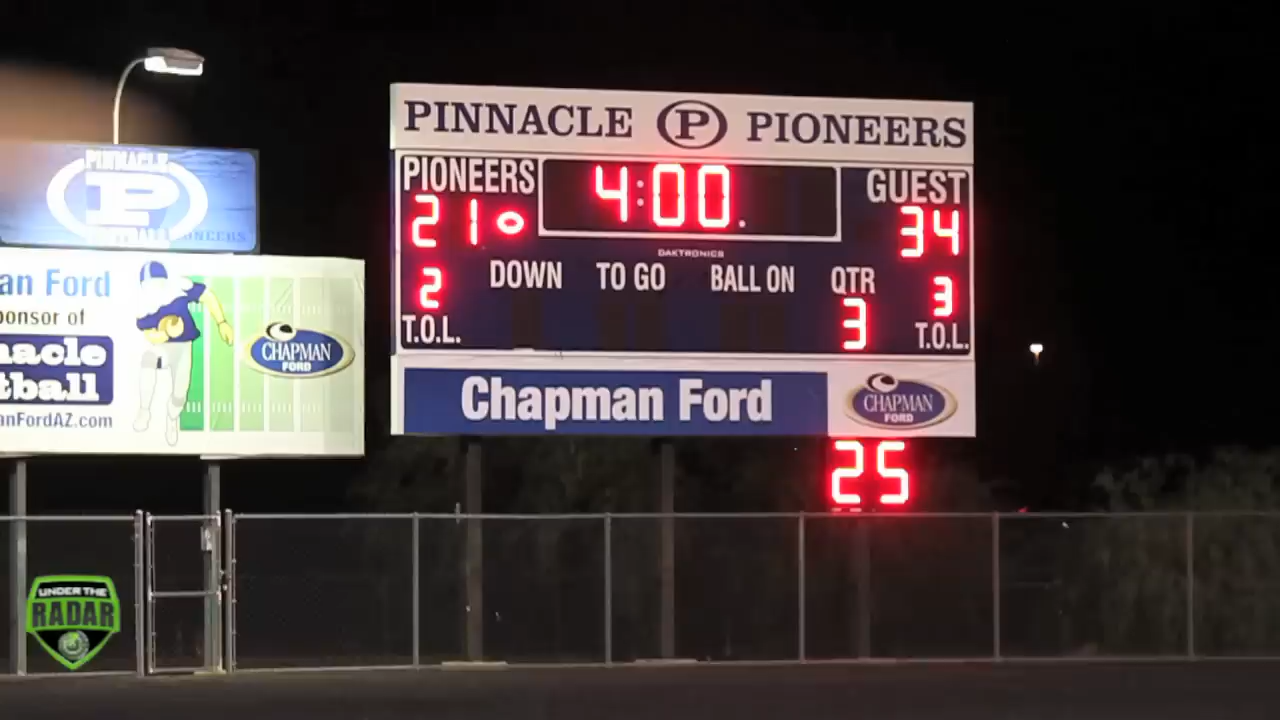 PINNACLE P PIONEERS
PIONEERS 4:00 GUEST
21 34
DAKTRONICS
DOWN TO GO BALL ON QTR
2 3 3
T.O.L. T.O.L.
Chapman Ford CHAPMAN FORD
25
PINNACLE
P
an Ford
ponsor of
nacle
tball
anFordAZ.com
CHAPMAN
FORD
UNDER THE
RADAR